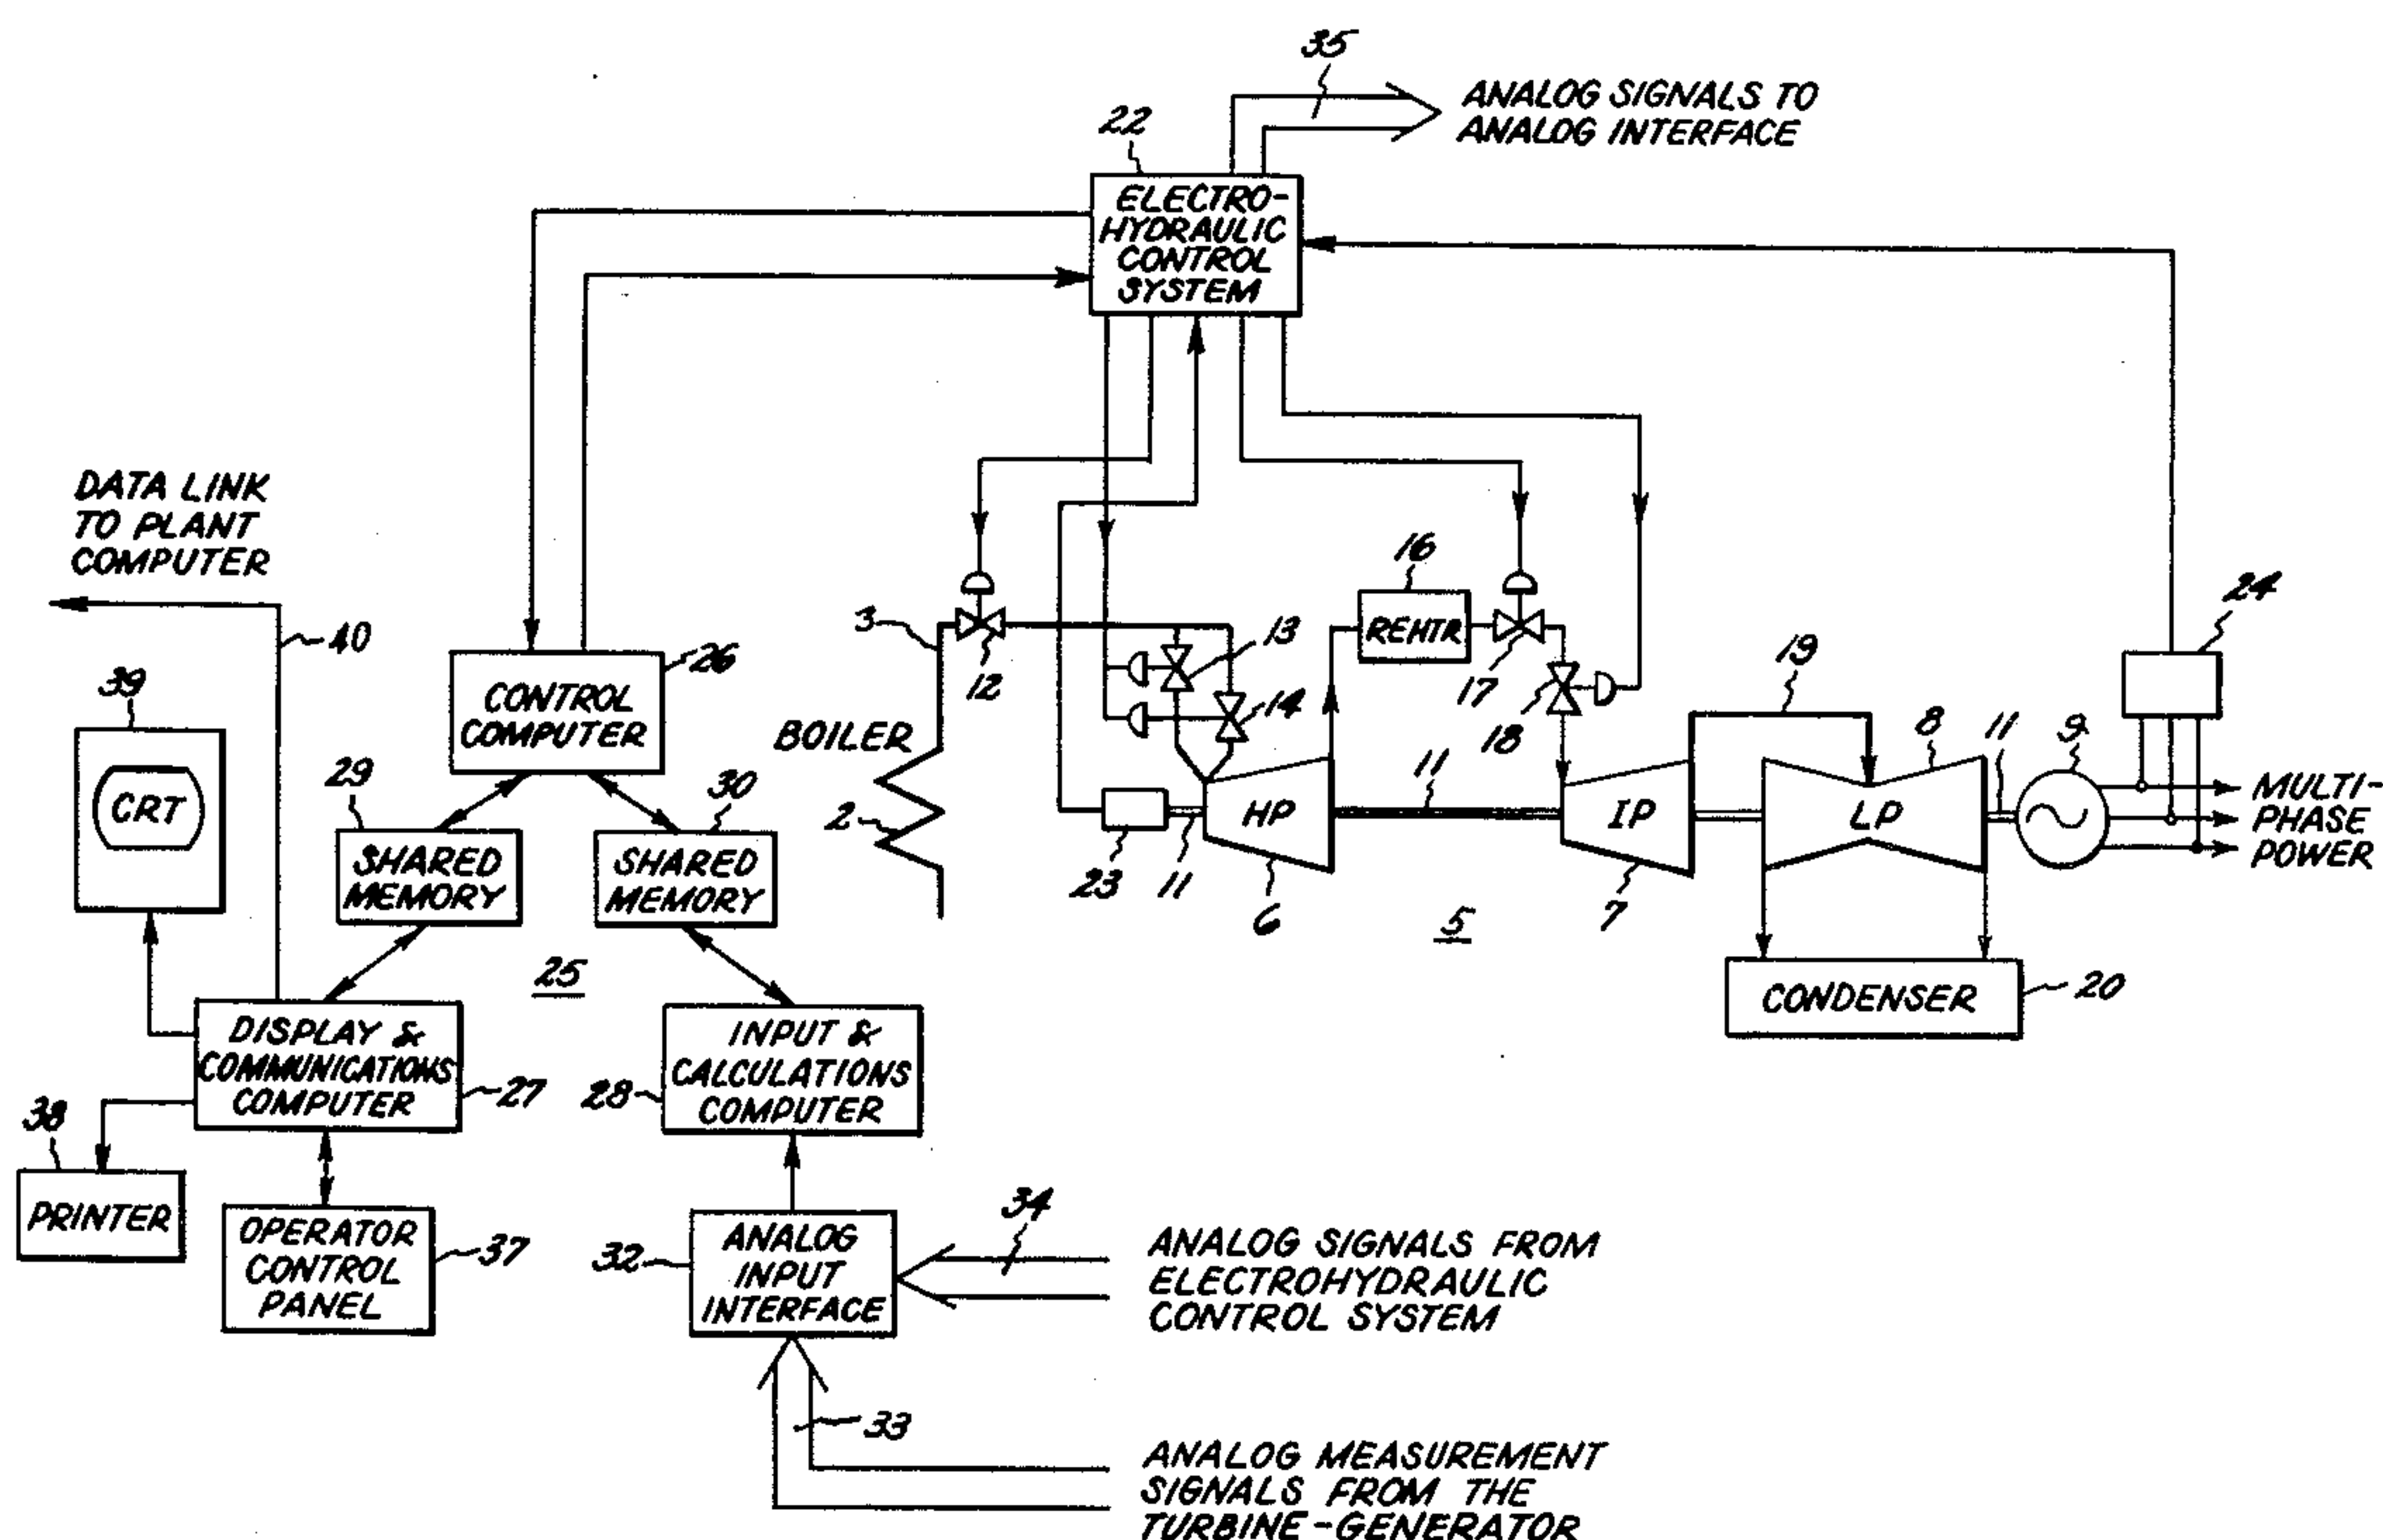 35
ANALOG SIGNALS TO
ANALOG INTERFACE
22
ELECTRO-
HYDRAULIC
CONTROL
SYSTEM
DATA LINK
TO PLANT
COMPUTER
40
39
CRT
26
CONTROL
COMPUTER
29
SHARED
MEMORY
30
SHARED
MEMORY
25
DISPLAY &
COMMUNICATIONS
COMPUTER
27
INPUT &
CALCULATIONS
COMPUTER
28
38
PRINTER
OPERATOR
CONTROL
PANEL
37
ANALOG
INPUT
INTERFACE
32
34
ANALOG SIGNALS FROM
ELECTROHYDRAULIC
CONTROL SYSTEM
33
ANALOG MEASUREMENT
SIGNALS FROM THE
TURBINE-GENERATOR
3
BOILER
2
12
13
14
16
REHTR
17
18
19
24
23
11
HP
6
11
5
IP
7
LP
8
11
9
MULTI-
PHASE
POWER
CONDENSER
20